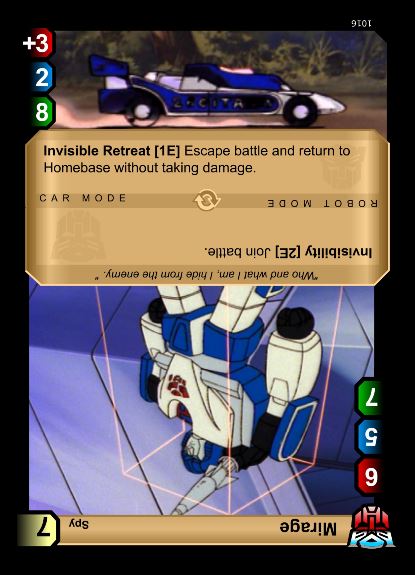 1016
+3
2
8
Invisible Retreat [1E] Escape battle and return to
Homebase without taking damage.
CAR MODE
3
ROBOT MODE
Invisibility [2E] Join battle.
"Who and what I am, I hide from the enemy. "
7
5
6
Mirage
Spy
7